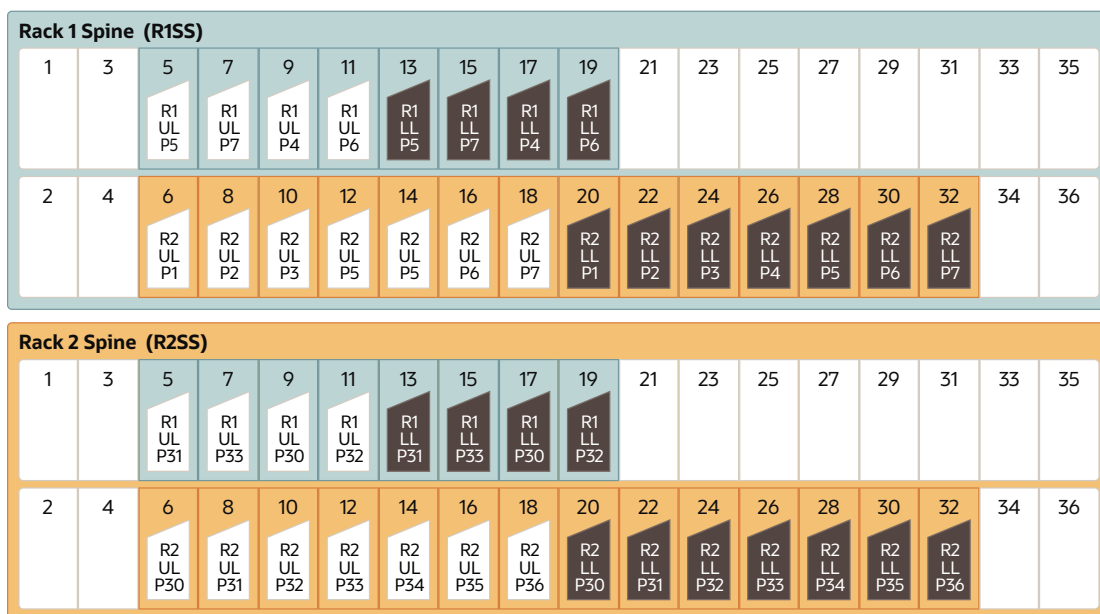 Rack 1 Spine (R1SS)
1 3 5 7 9 11 13 15 17 19 21 23 25 27 29 31 33 35
R1 R1 R1 R1 R1 R1 R1 R1
UL UL UL UL LL LL LL LL
P5 P7 P4 P6 P5 P7 P4 P6
2 4 6 8 10 12 14 16 18 20 22 24 26 28 30 32 34 36
R2 R2 R2 R2 R2 R2 R2 R2 R2 R2 R2 R2 R2 R2
UL UL UL UL UL UL UL LL LL LL LL LL LL LL
P1 P2 P3 P5 P5 P6 P7 P1 P2 P3 P4 P5 P6 P7
Rack 2 Spine (R2SS)
1 3 5 7 9 11 13 15 17 19 21 23 25 27 29 31 33 35
R1 R1 R1 R1 R1 R1 R1 R1
UL UL UL UL LL LL LL LL
P31 P33 P30 P32 P31 P33 P30 P32
2 4 6 8 10 12 14 16 18 20 22 24 26 28 30 32 34 36
R2 R2 R2 R2 R2 R2 R2 R2 R2 R2 R2 R2 R2 R2
UL UL UL UL UL UL UL LL LL LL LL LL LL LL
P30 P31 P32 P33 P34 P35 P36 P30 P31 P32 P33 P34 P35 P36